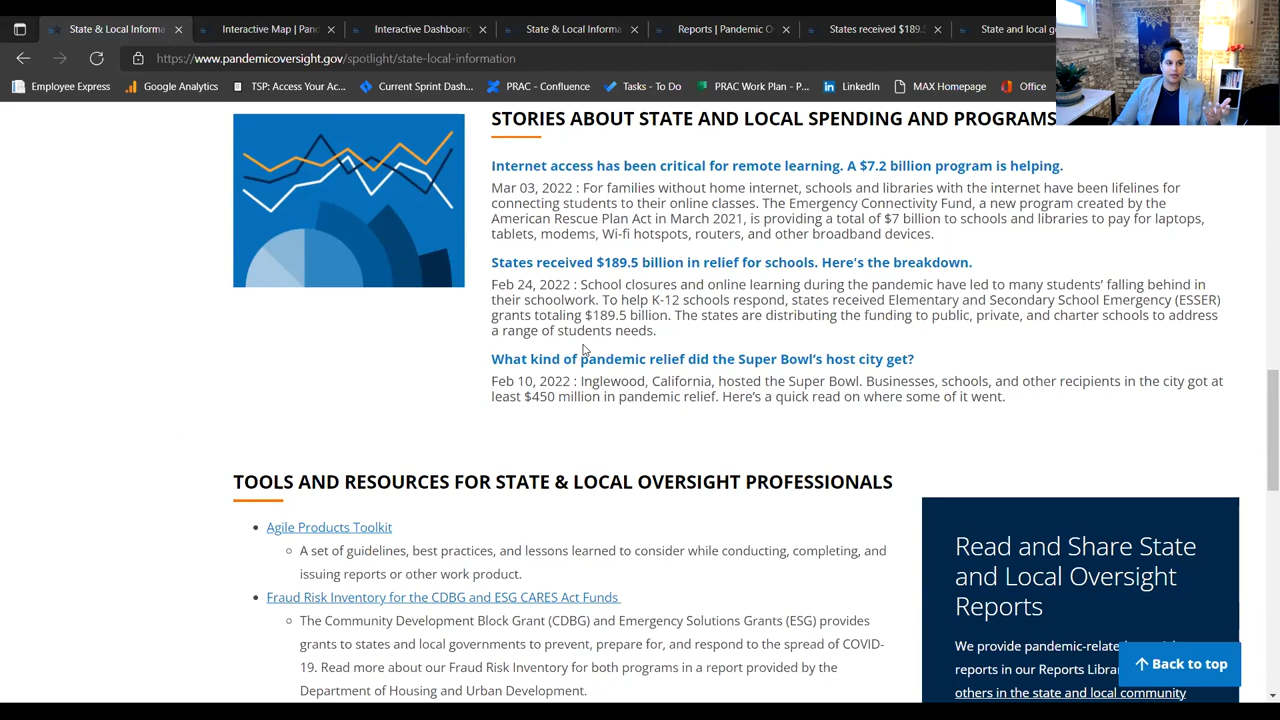 State & Local Informa
Interactive Map | Pand
Interactive Dashboard
State & Local Informa
Reports | Pandemic O
States received $189.
State and local g
https://www.pandemicoversight.gov/spotlight/state-local-information
Employee Express
Google Analytics
TSP: Access Your Ac...
Current Sprint Dash...
PRAC - Confluence
Tasks - To Do
PRAC Work Plan - P...
LinkedIn
MAX Homepage
Office
STORIES ABOUT STATE AND LOCAL SPENDING AND PROGRAMS
Internet access has been critical for remote learning. A $7.2 billion program is helping.
Mar 03, 2022 : For families without home internet, schools and libraries with the internet have been lifelines for
connecting students to their online classes. The Emergency Connectivity Fund, a new program created by the
American Rescue Plan Act in March 2021, is providing a total of $7 billion to schools and libraries to pay for laptops,
tablets, modems, Wi-fi hotspots, routers, and other broadband devices.
States received $189.5 billion in relief for schools. Here's the breakdown.
Feb 24, 2022 : School closures and online learning during the pandemic have led to many students' falling behind in
their schoolwork. To help K-12 schools respond, states received Elementary and Secondary School Emergency (ESSER)
grants totaling $189.5 billion. The states are distributing the funding to public, private, and charter schools to address
a range of students needs.
What kind of pandemic relief did the Super Bowl's host city get?
Feb 10, 2022 : Inglewood, California, hosted the Super Bowl. Businesses, schools, and other recipients in the city got at
least $450 million in pandemic relief. Here's a quick read on where some of it went.
TOOLS AND RESOURCES FOR STATE & LOCAL OVERSIGHT PROFESSIONALS
Agile Products Toolkit
A set of guidelines, best practices, and lessons learned to consider while conducting, completing, and
issuing reports or other work product.
Fraud Risk Inventory for the CDBG and ESG CARES Act Funds
The Community Development Block Grant (CDBG) and Emergency Solutions Grants (ESG) provides
grants to states and local governments to prevent, prepare for, and respond to the spread of COVID-
19. Read more about our Fraud Risk Inventory for both programs in a report provided by the
Department of Housing and Urban Development.
Read and Share State
and Local Oversight
Reports
We provide pandemic-relate
reports in our Reports Libra
others in the state and local community
Back to top